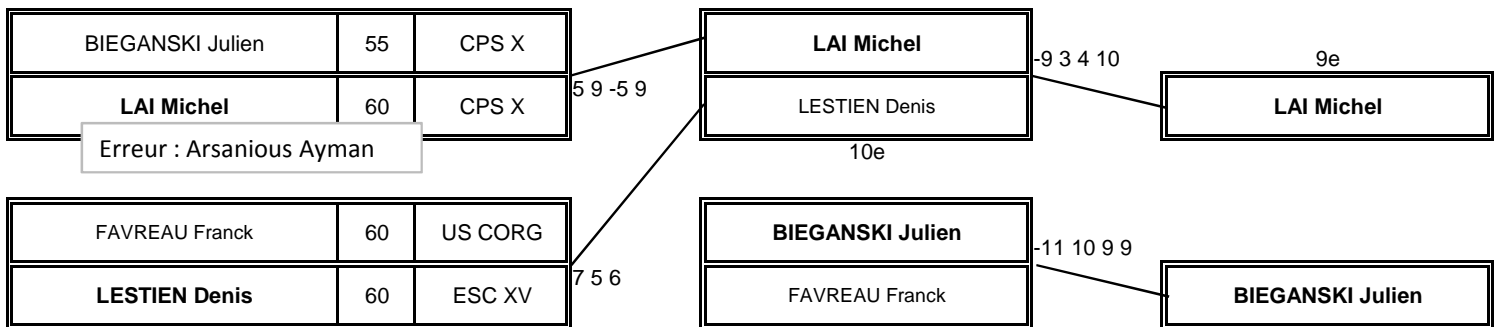 BIEGANSKI Julien 55 CPS X
LAI Michel 60 CPS X
5 9 -5 9
Erreur : Arsanious Ayman
FAVREAU Franck 60 US CORG
LESTIEN Denis 60 ESC XV
7 5 6
LAI Michel
LESTIEN Denis
10e
-9 3 4 10
9e
LAI Michel
BIEGANSKI Julien
FAVREAU Franck
-11 10 9 9
BIEGANSKI Julien